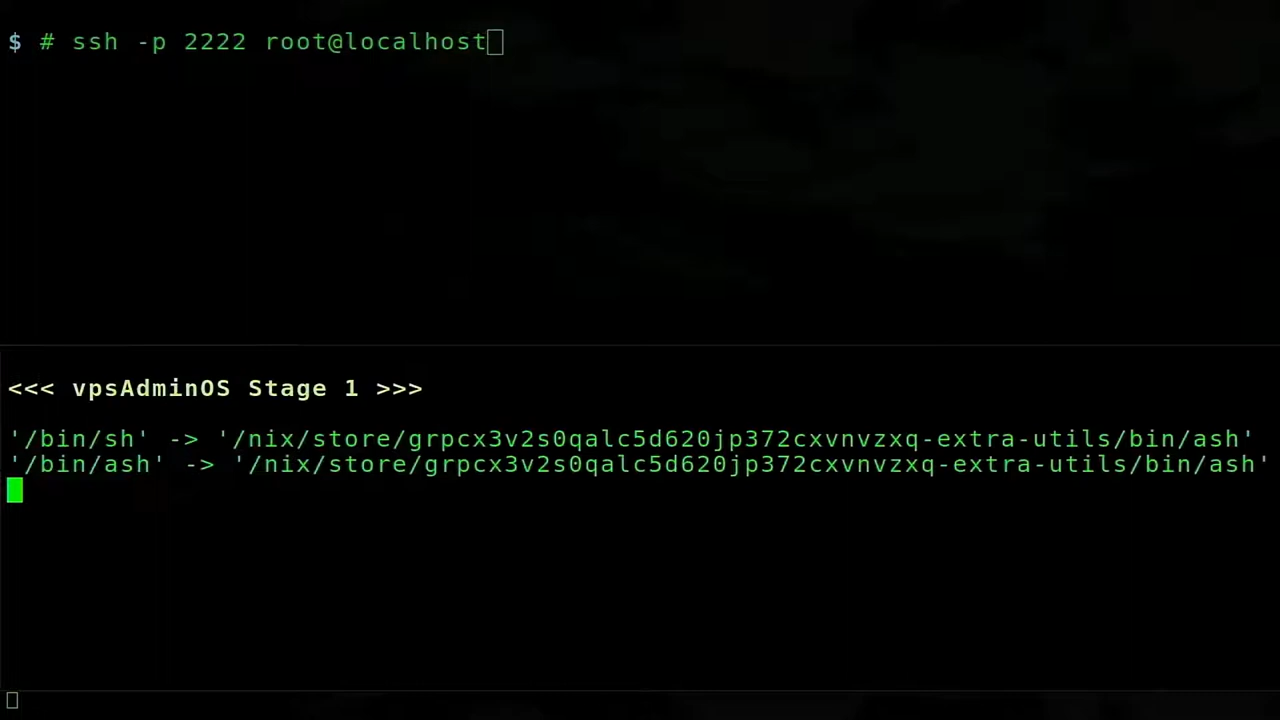 $ # ssh -p 2222 root@localhost
<<< vpsAdminOS Stage 1 >>>
'/bin/sh' -> '/nix/store/grpcx3v2s0qalc5d620jp372cxvnvzxq-extra-utils/bin/ash'
'/bin/ash' -> '/nix/store/grpcx3v2s0qalc5d620jp372cxvnvzxq-extra-utils/bin/ash'